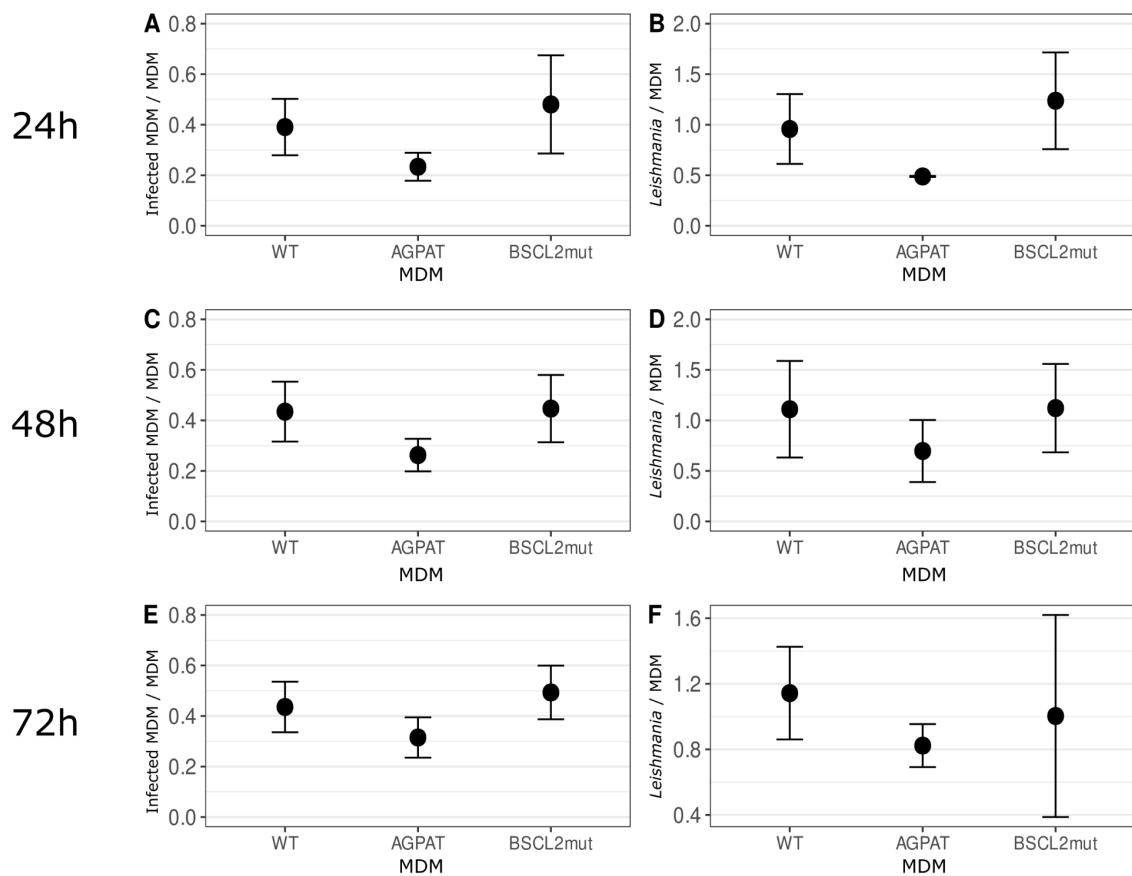 24h
A
0.8
0.6
0.4
0.2
0.0
Infected MDM / MDM
WT AGPAT BSCL2mut
MDM
B
2.0
1.5
1.0
0.5
0.0
Leishmania / MDM
WT AGPAT BSCL2mut
MDM
48h
C
0.8
0.6
0.4
0.2
0.0
Infected MDM / MDM
WT AGPAT BSCL2mut
MDM
D
2.0
1.5
1.0
0.5
0.0
Leishmania / MDM
WT AGPAT BSCL2mut
MDM
72h
E
0.8
0.6
0.4
0.2
0.0
Infected MDM / MDM
WT AGPAT BSCL2mut
MDM
F
1.6
1.2
0.8
0.4
Leishmania / MDM
WT AGPAT BSCL2mut
MDM